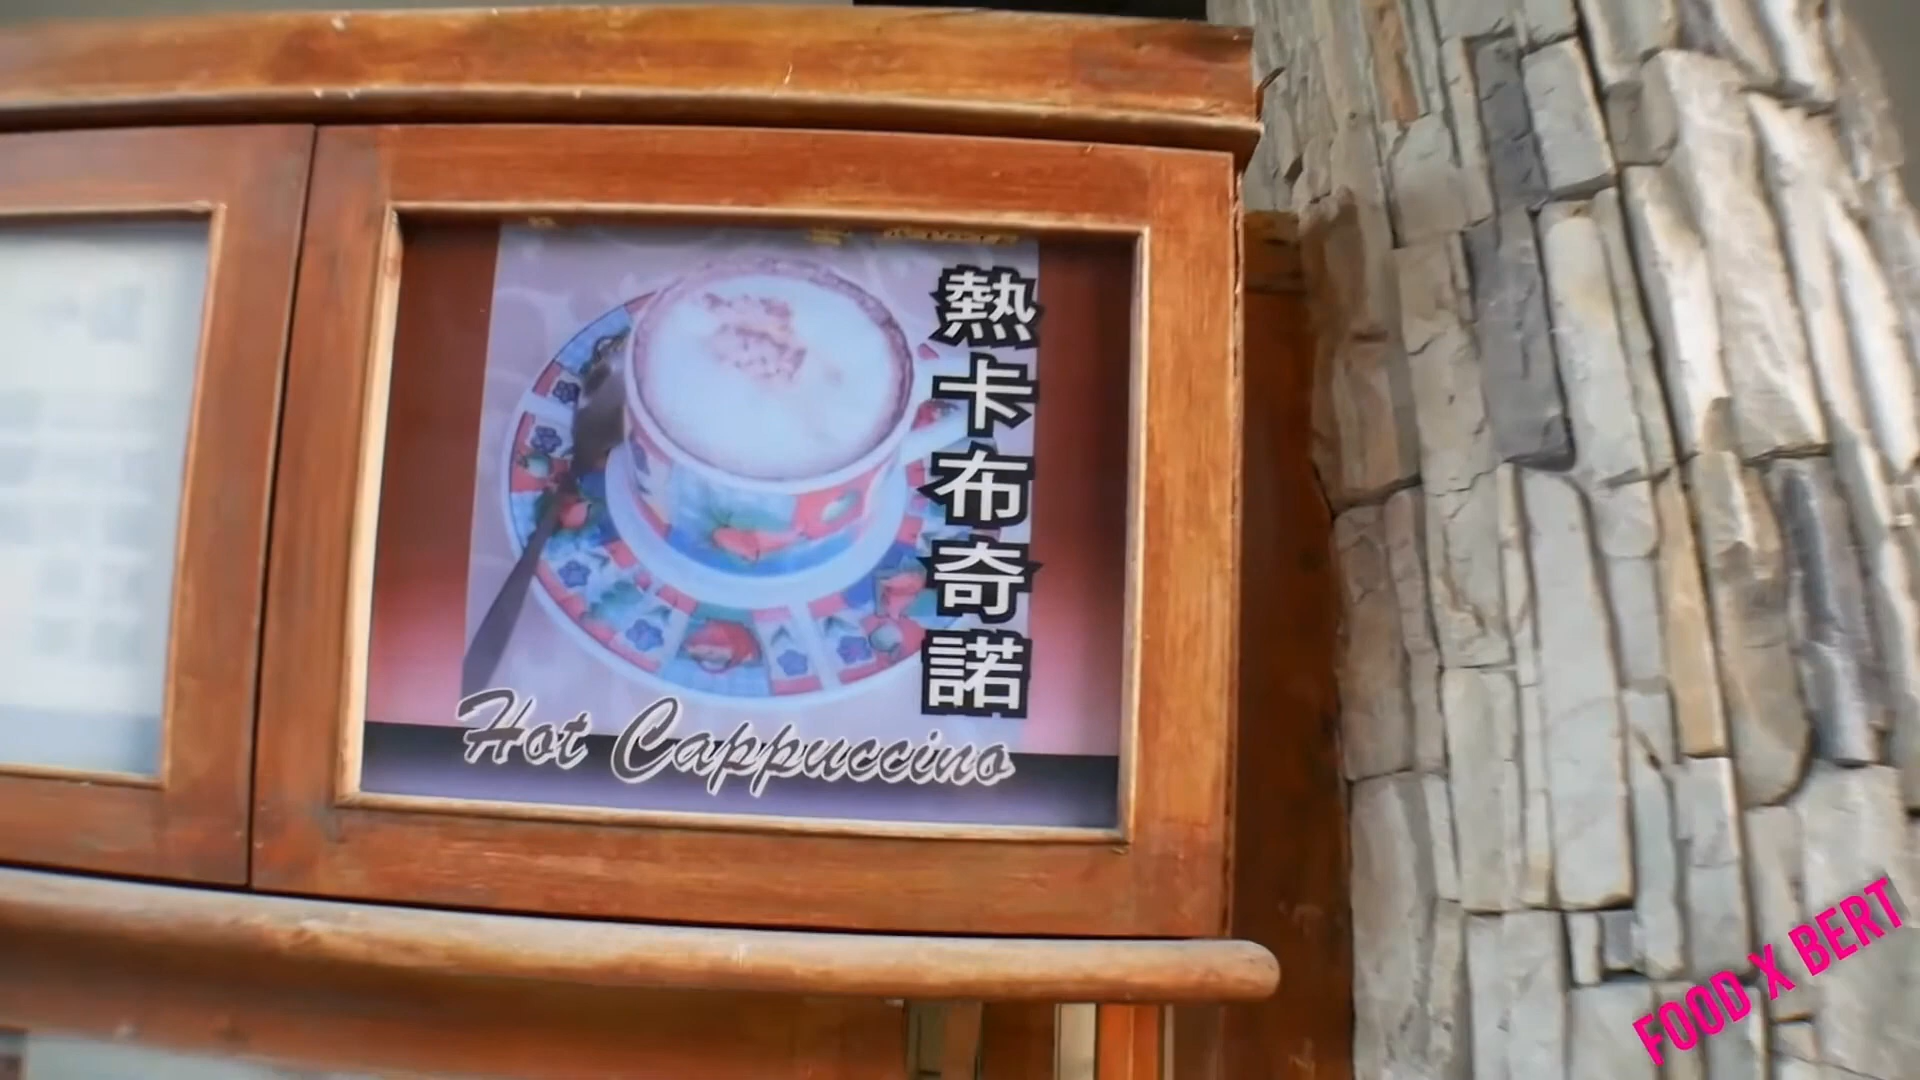 熱卡布奇諾
Hot Cappuccino
FOOD X BERT